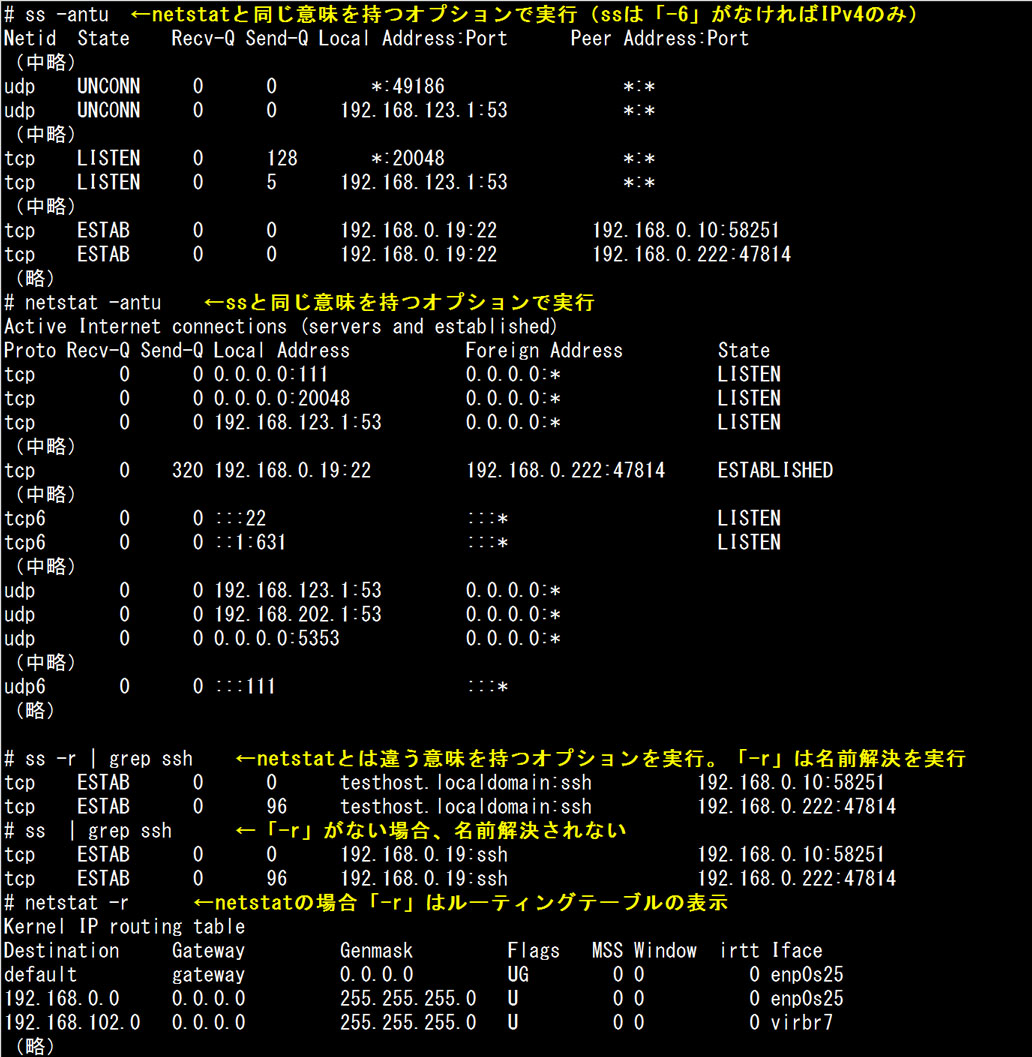 # ss -antu ←netstatと同じ意味を持つオプションで実行（ssは「-6」がなければIPv4のみ）
Netid State Recv-Q Send-Q Local Address:Port Peer Address:Port
（中略）
udp UNCONN 0 0 *:49186 *:*
udp UNCONN 0 0 192.168.123.1:53 *:*
（中略）
tcp LISTEN 0 128 *:20048 *:*
tcp LISTEN 0 5 192.168.123.1:53 *:*
（中略）
tcp ESTAB 0 0 192.168.0.19:22 192.168.0.10:58251
tcp ESTAB 0 0 192.168.0.19:22 192.168.0.222:47814
（略）
# netstat -antu ←ssと同じ意味を持つオプションで実行
Active Internet connections (servers and established)
Proto Recv-Q Send-Q Local Address Foreign Address State
tcp 0 0 0.0.0.0:111 0.0.0.0:* LISTEN
tcp 0 0 0.0.0.0:20048 0.0.0.0:* LISTEN
tcp 0 0 192.168.123.1:53 0.0.0.0:* LISTEN
（中略）
tcp 0 320 192.168.0.19:22 192.168.0.222:47814 ESTABLISHED
（中略）
tcp6 0 0 :::22 :::* LISTEN
tcp6 0 0 ::1:631 :::* LISTEN
（中略）
udp 0 0 192.168.123.1:53 0.0.0.0:*
udp 0 0 192.168.202.1:53 0.0.0.0:*
udp 0 0 0.0.0.0:5353 0.0.0.0:*
（中略）
udp6 0 0 :::111 :::*
（略）
# ss -r | grep ssh ←netstatとは違う意味を持つオプションを実行。「-r」は名前解決を実行
tcp ESTAB 0 0 testhost.localdomain:ssh 192.168.0.10:58251
tcp ESTAB 0 96 testhost.localdomain:ssh 192.168.0.222:47814
# ss | grep ssh ←「-r」がない場合、名前解決されない
tcp ESTAB 0 0 192.168.0.19:ssh 192.168.0.10:58251
tcp ESTAB 0 96 192.168.0.19:ssh 192.168.0.222:47814
# netstat -r ←netstatの場合「-r」はルーティングテーブルの表示
Kernel IP routing table
Destination Gateway Genmask Flags MSS Window irtt Iface
default gateway 0.0.0.0 UG 0 0 0 enp0s25
192.168.0.0 0.0.0.0 255.255.255.0 U 0 0 0 enp0s25
192.168.102.0 0.0.0.0 255.255.255.0 U 0 0 0 virbr7
（略）